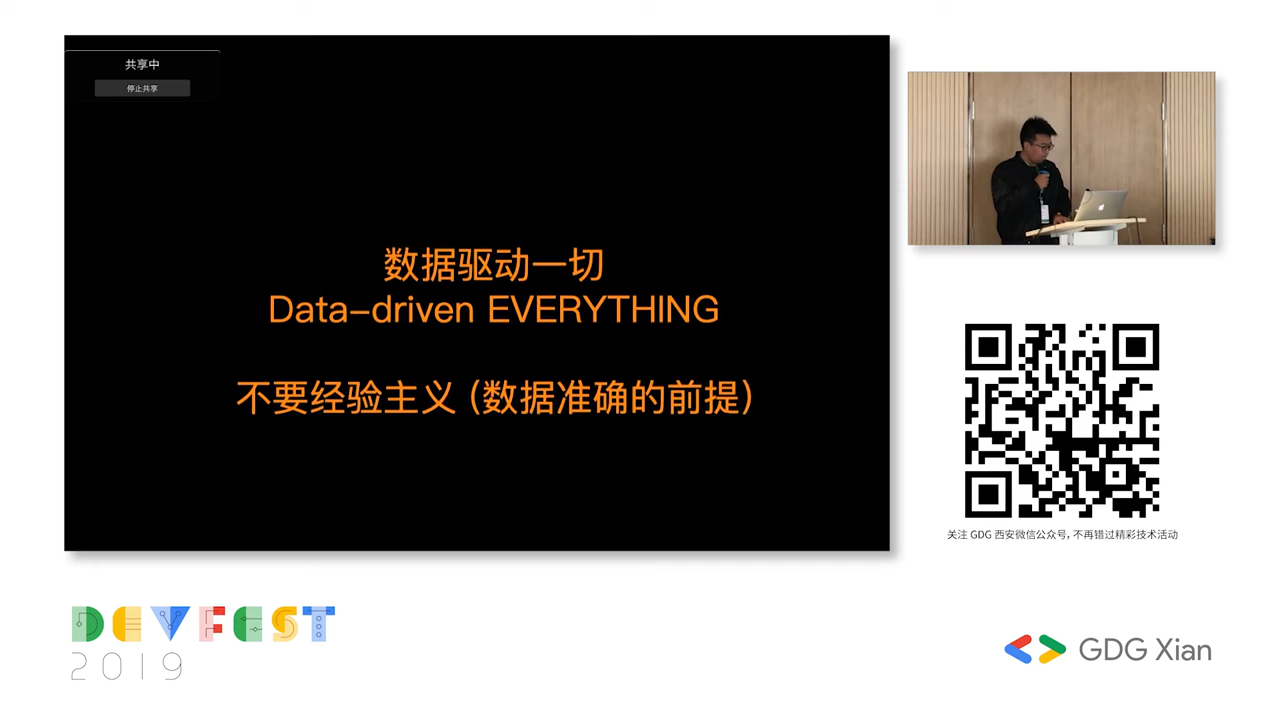 共享中
停止共享
数据驱动一切
Data-driven EVERYTHING
不要经验主义（数据准确的前提）
关注 GDG 西安微信公众号, 不再错过精彩技术活动
DEVFEST
2019
GDG Xian